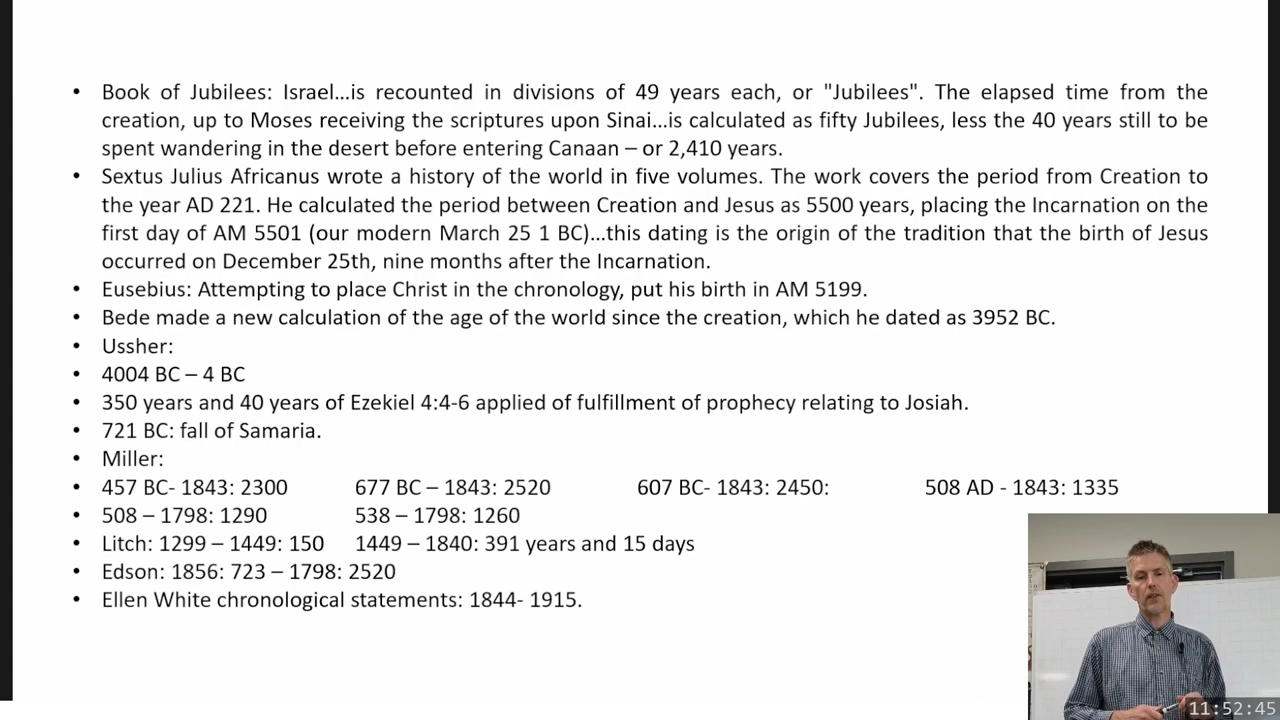 • Book of Jubilees: Israel...is recounted in divisions of 49 years each, or "Jubilees". The elapsed time from the
creation, up to Moses receiving the scriptures upon Sinai...is calculated as fifty Jubilees, less the 40 years still to be
spent wandering in the desert before entering Canaan – or 2,410 years.
• Sextus Julius Africanus wrote a history of the world in five volumes. The work covers the period from Creation to
the year AD 221. He calculated the period between Creation and Jesus as 5500 years, placing the Incarnation on the
first day of AM 5501 (our modern March 25 1 BC)...this dating is the origin of the tradition that the birth of Jesus
occurred on December 25th, nine months after the Incarnation.
• Eusebius: Attempting to place Christ in the chronology, put his birth in AM 5199.
• Bede made a new calculation of the age of the world since the creation, which he dated as 3952 BC.
• Ussher:
• 4004 BC – 4 BC
• 350 years and 40 years of Ezekiel 4:4-6 applied of fulfillment of prophecy relating to Josiah.
• 721 BC: fall of Samaria.
• Miller:
• 457 BC- 1843: 2300 677 BC – 1843: 2520 607 BC- 1843: 2450: 508 AD - 1843: 1335
• 508 – 1798: 1290 538 – 1798: 1260
• Litch: 1299 – 1449: 150 1449 – 1840: 391 years and 15 days
• Edson: 1856: 723 – 1798: 2520
• Ellen White chronological statements: 1844- 1915.
11:52:45